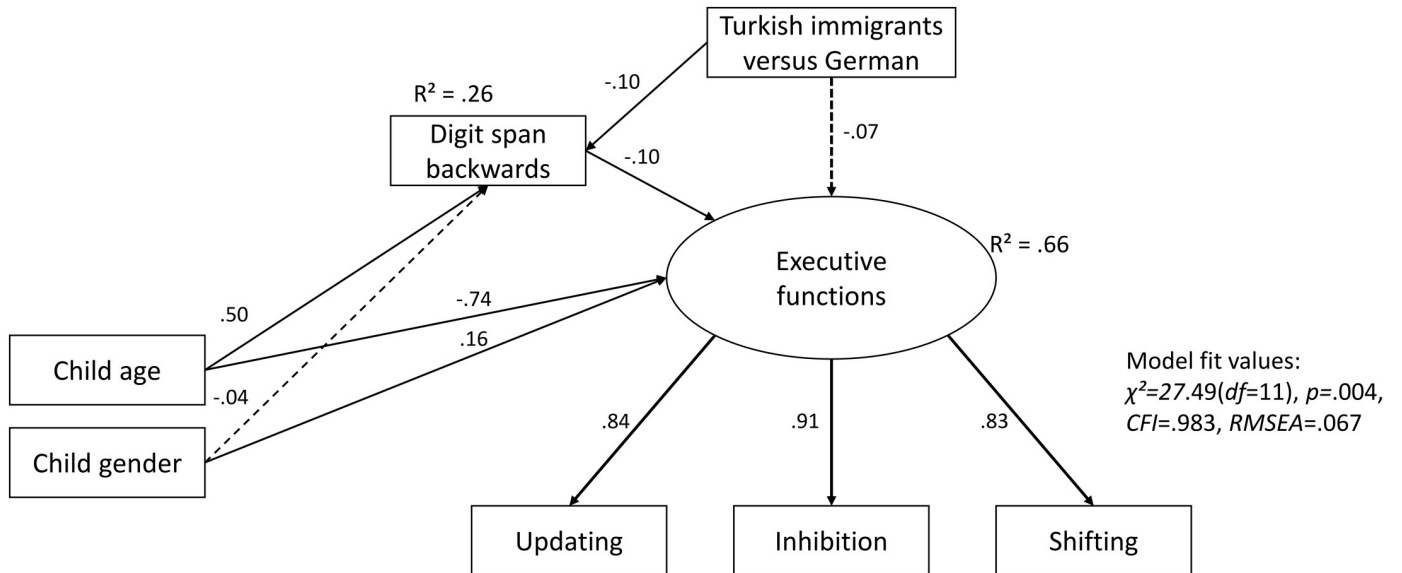 Turkish immigrants
versus German
-.10
R² = .26
Digit span
backwards
-.07
-.10
R² = .66
Executive
functions
-.74
.50
.16
Child age
-.04
Child gender
Model fit values:
χ²=27.49(df=11), p=.004,
CFI=.983, RMSEA=.067
.84
.91
.83
Updating
Inhibition
Shifting